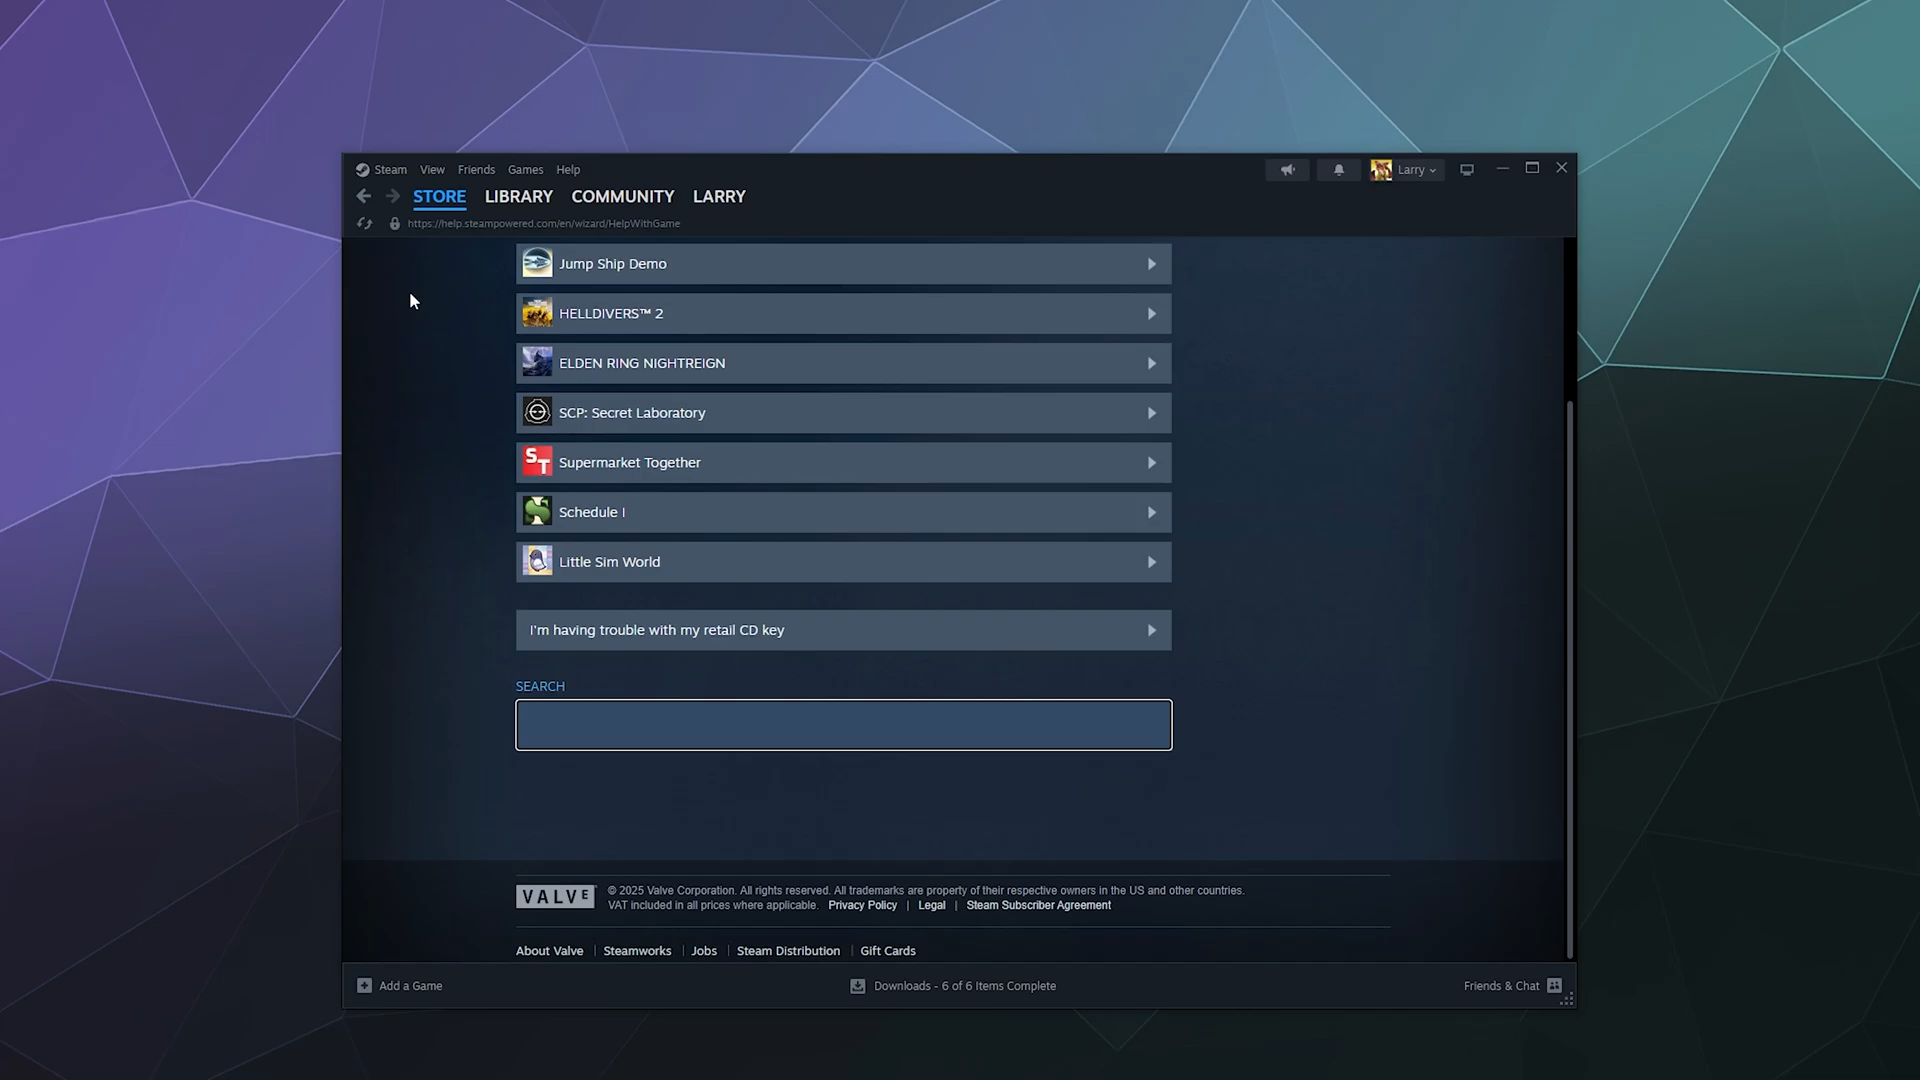 Steam View Friends Games Help
Larry
STORE LIBRARY COMMUNITY LARRY
https://help.steampowered.com/en/wizard/HelpWithGame
Jump Ship Demo
HELLDIVERS™ 2
ELDEN RING NIGHTREIGN
SCP: Secret Laboratory
ST Supermarket Together
S Schedule I
Little Sim World
I'm having trouble with my retail CD key
SEARCH
VALVE
© 2025 Valve Corporation. All rights reserved. All trademarks are property of their respective owners in the US and other countries.
VAT included in all prices where applicable. Privacy Policy | Legal | Steam Subscriber Agreement
About Valve | Steamworks | Jobs | Steam Distribution | Gift Cards
Add a Game
Downloads - 6 of 6 Items Complete
Friends & Chat